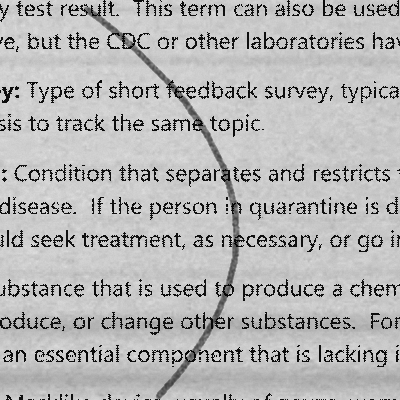 y test result. This term can also be used
ve, but the CDC or other laboratories hav
y: Type of short feedback survey, typica
sis to track the same topic.
: Condition that separates and restricts
disease. If the person in quarantine is d
uld seek treatment, as necessary, or go i
ubstance that is used to produce a chem
oduce, or change other substances. For
an essential component that is lacking i